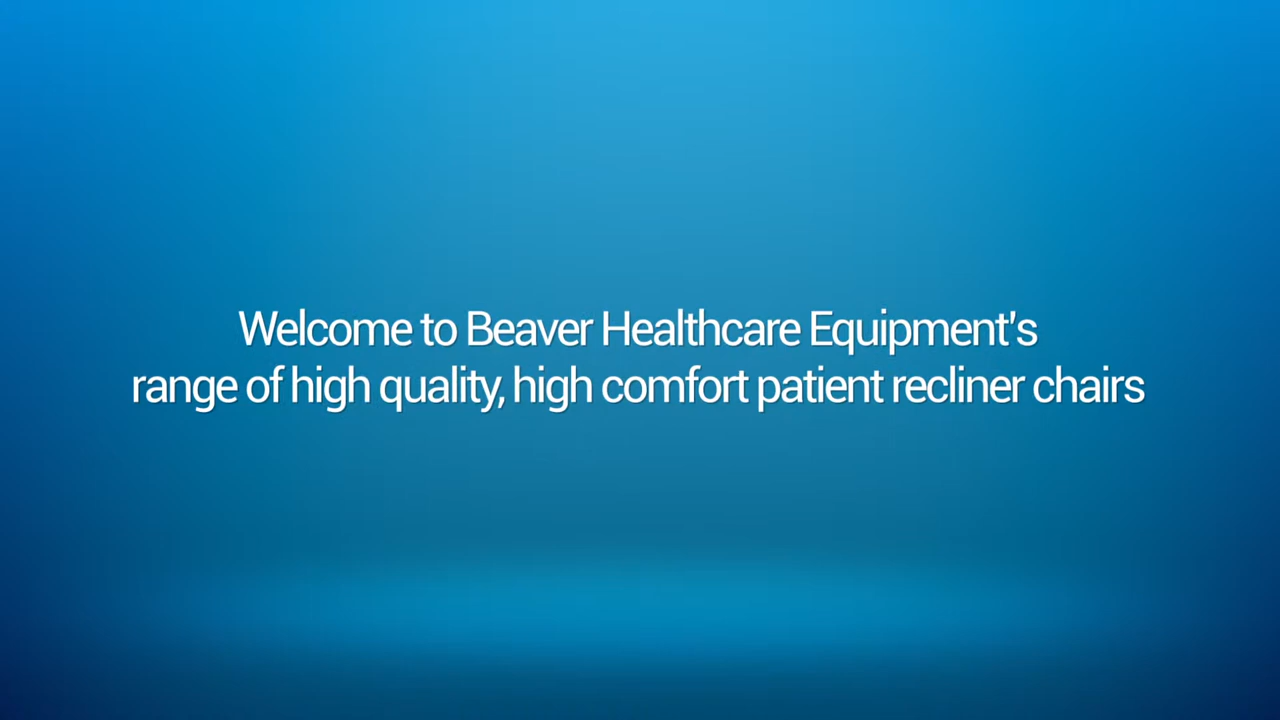 Welcome to Beaver Healthcare Equipment's
range of high quality, high comfort patient recliner chairs